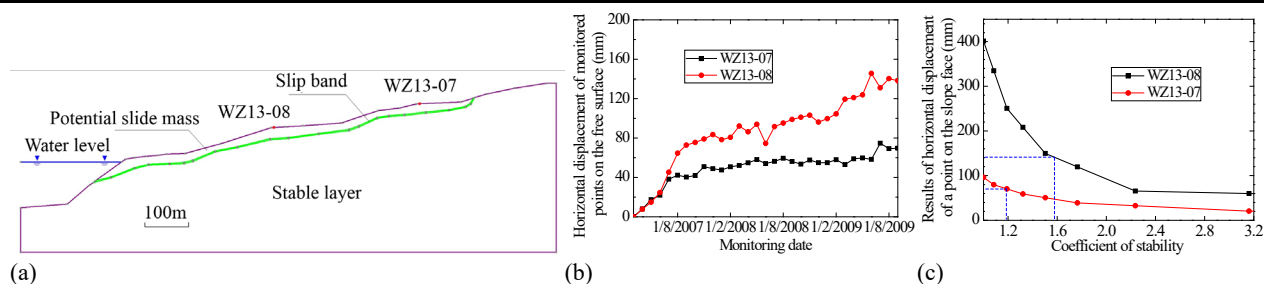 WZ13-07
Slip band
WZ13-08
Potential slide mass
Water level
Stable layer
100m
(a)
Horizontal displacement of monitored
points on the free surface (mm)
200
160
120
80
40
0
WZ13-07
WZ13-08
1/8/2007 1/2/2008 1/8/2008 1/2/2009 1/8/2009
Monitoring date
(b)
Results of horizontal displacement
of a point on the slope face (mm)
400
300
200
100
0
WZ13-08
WZ13-07
1.2 1.6 2.0 2.4 2.8 3.2
Coefficient of stability
(c)